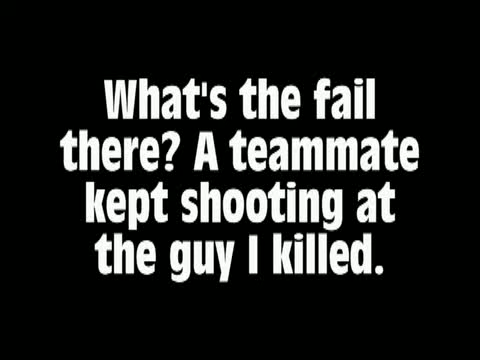 What's the fail
there? A teammate
kept shooting at
the guy I killed.